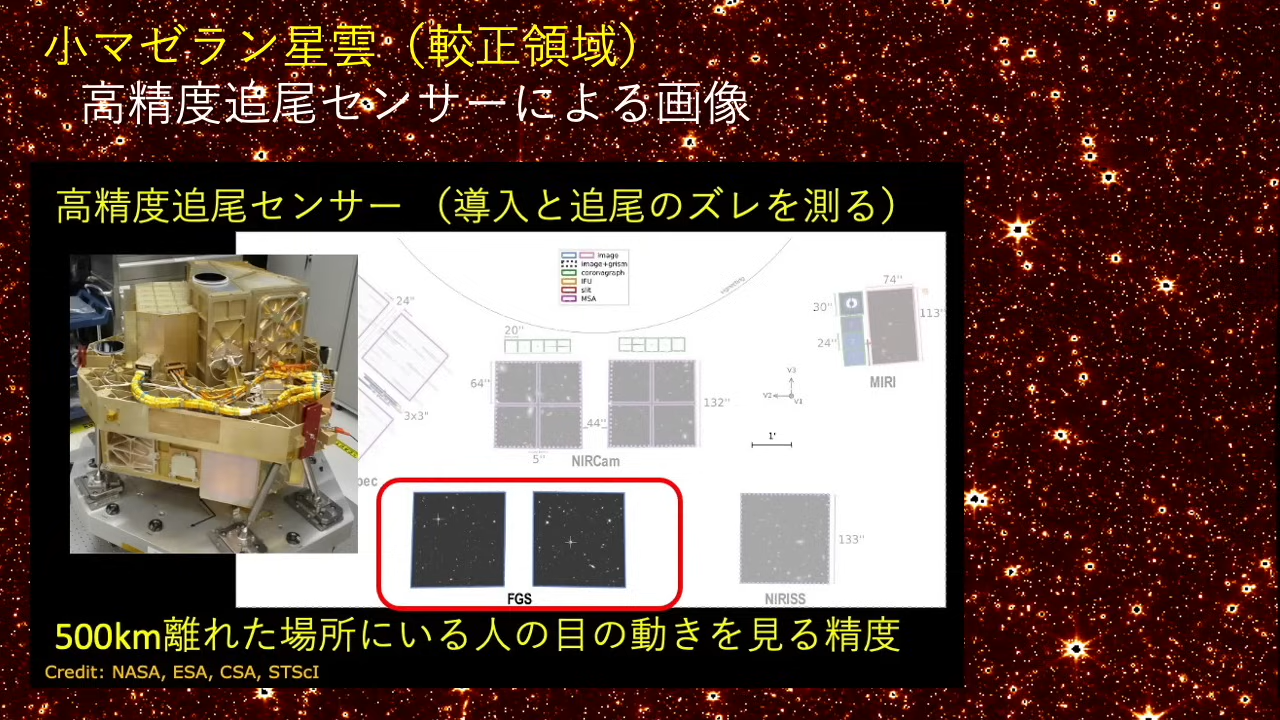 小マゼラン星雲（較正領域）
高精度追尾センサーによる画像
高精度追尾センサー （導入と追尾のズレを測る）
image
image+grism
coronagraph
IFU
slit
MSA
vignetting
24"
3x3"
pec
20"
64"
44"
132"
5"
NIRCam
74"
30"
113"
24"
MIRI
V3
V2
V1
1'
FGS
133"
NIRISS
500km離れた場所にいる人の目の動きを見る精度
Credit: NASA, ESA, CSA, STScI